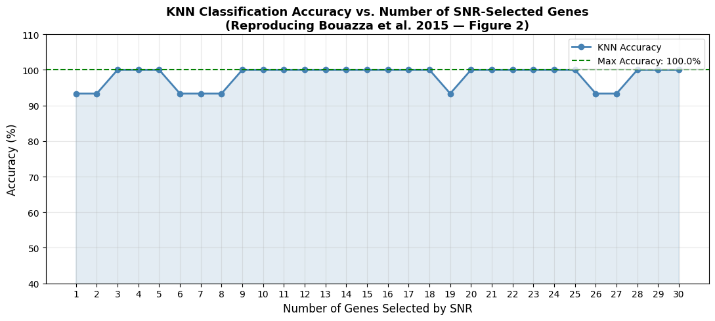 KNN Classification Accuracy vs. Number of SNR-Selected Genes
(Reproducing Bouazza et al. 2015 — Figure 2)
KNN Accuracy
Max Accuracy: 100.0%
Accuracy (%)
110
100
90
80
70
60
50
40
1 2 3 4 5 6 7 8 9 10 11 12 13 14 15 16 17 18 19 20 21 22 23 24 25 26 27 28 29 30
Number of Genes Selected by SNR